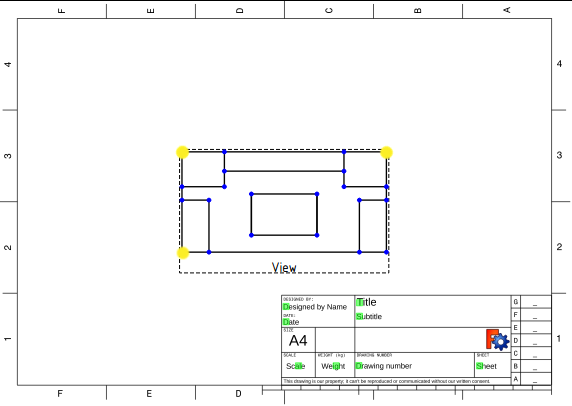 F E D C B A
4 4
3 3
2 2
View
DESIGNED BY:
Designed by Name
DATE:
Date
SIZE
A4
Title
Subtitle
G _
F _
E _
D _
C _
B _
A _
1 1
SCALE
Scale
WEIGHT (kg)
Weight
DRAWING NUMBER
Drawing number
SHEET
Sheet
This drawing is our property; it can't be reproduced or communicated without our written consent.
F E D